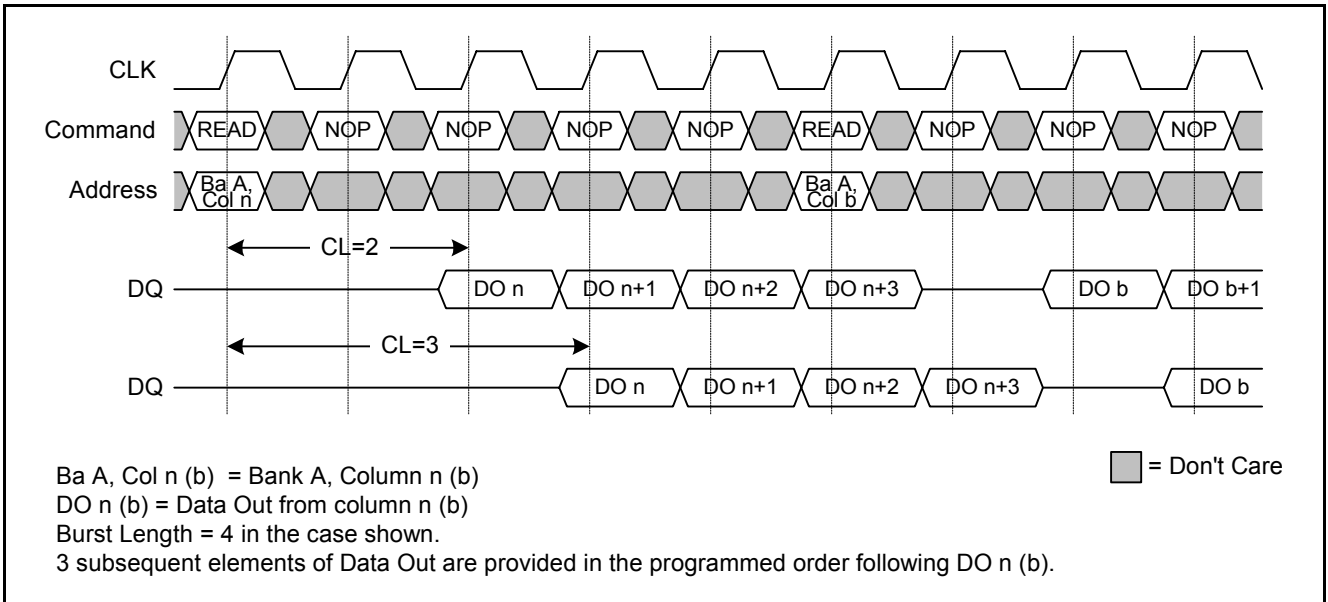 CLK
Command READ NOP NOP NOP NOP READ NOP NOP NOP
Address Ba A, Col n Ba A, Col b
CL=2
DQ DO n DO n+1 DO n+2 DO n+3 DO b DO b+1
CL=3
DQ DO n DO n+1 DO n+2 DO n+3 DO b
Ba A, Col n (b) = Bank A, Column n (b)
= Don't Care
DO n (b) = Data Out from column n (b)
Burst Length = 4 in the case shown.
3 subsequent elements of Data Out are provided in the programmed order following DO n (b).